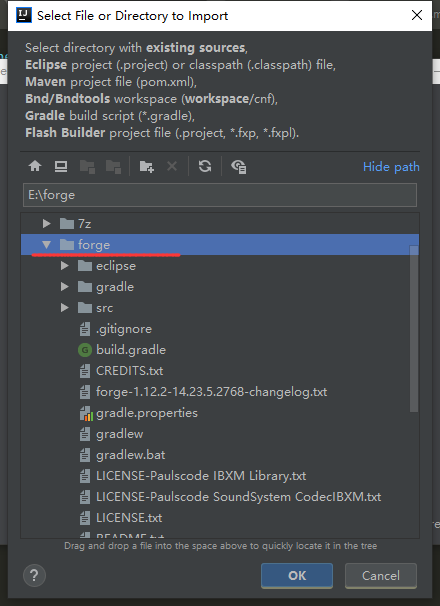 Select File or Directory to Import
Select directory with existing sources,
Eclipse project (.project) or classpath (.classpath) file,
Maven project file (pom.xml),
Bnd/Bndtools workspace (workspace/cnf),
Gradle build script (*.gradle),
Flash Builder project file (.project, *.fxp, *.fxpl).
Hide path
E:\forge
7z
forge
eclipse
gradle
src
.gitignore
build.gradle
CREDITS.txt
forge-1.12.2-14.23.5.2768-changelog.txt
gradle.properties
gradlew
gradlew.bat
LICENSE-Paulscode IBXM Library.txt
LICENSE-Paulscode SoundSystem CodecIBXM.txt
LICENSE.txt
README.txt
Drag and drop a file into the space above to quickly locate it in the tree
?
OK
Cancel